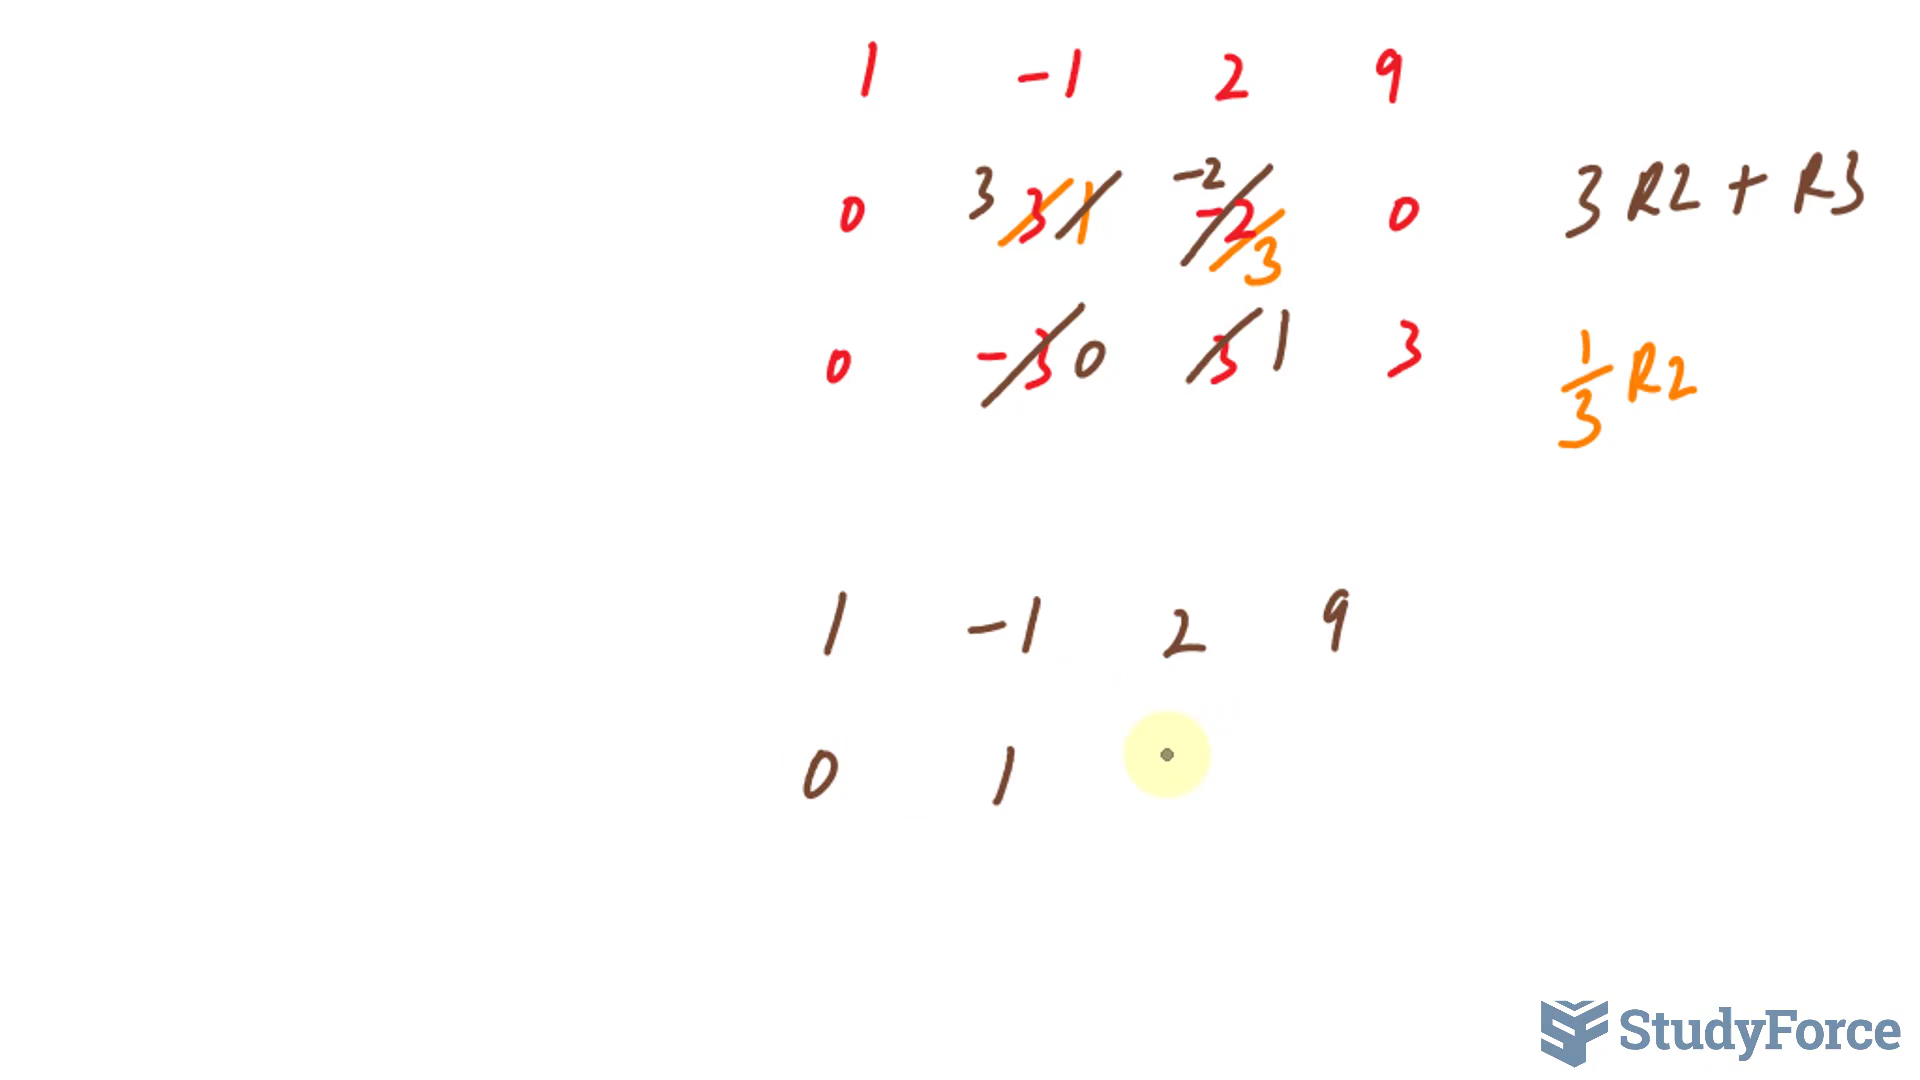 1 -1 2 9
0 3 3 1 -2 -2/3 0 3R2 + R3
0 -3 0 3 1 3 1/3 R2
1 -1 2 9
0 1
StudyForce